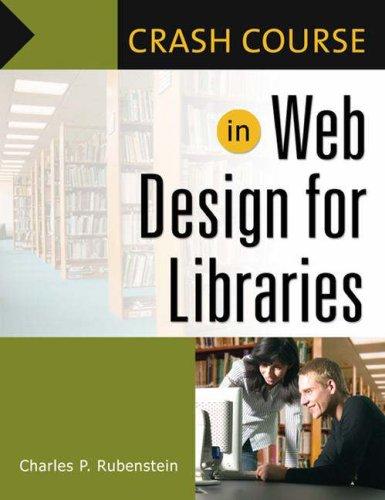 CRASH COURSE
in Web
Design for
Libraries
Charles P. Rubenstein